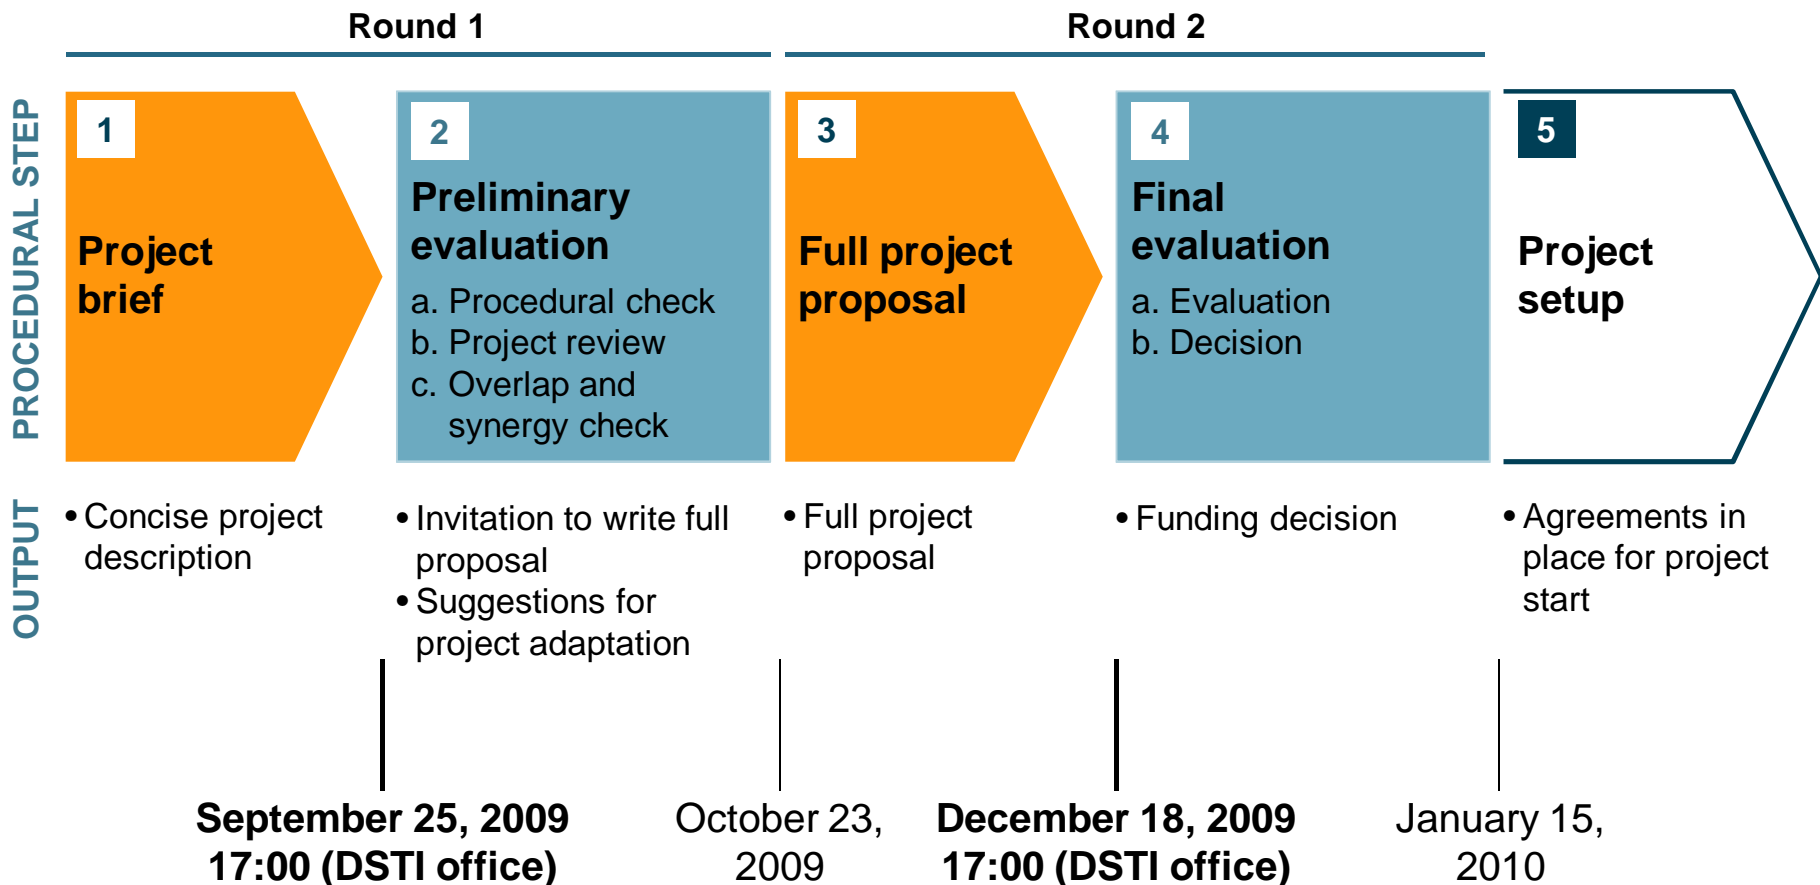 Round 1
Round 2
PROCEDURAL STEP
1
Project
brief
2
Preliminary
evaluation
a. Procedural check
b. Project review
c. Overlap and
synergy check
3
Full project
proposal
4
Final
evaluation
a. Evaluation
b. Decision
5
Project
setup
OUTPUT
• Concise project
description
• Invitation to write full
proposal
• Suggestions for
project adaptation
• Full project
proposal
• Funding decision
• Agreements in
place for project
start
September 25, 2009
17:00 (DSTI office)
October 23,
2009
December 18, 2009
17:00 (DSTI office)
January 15,
2010